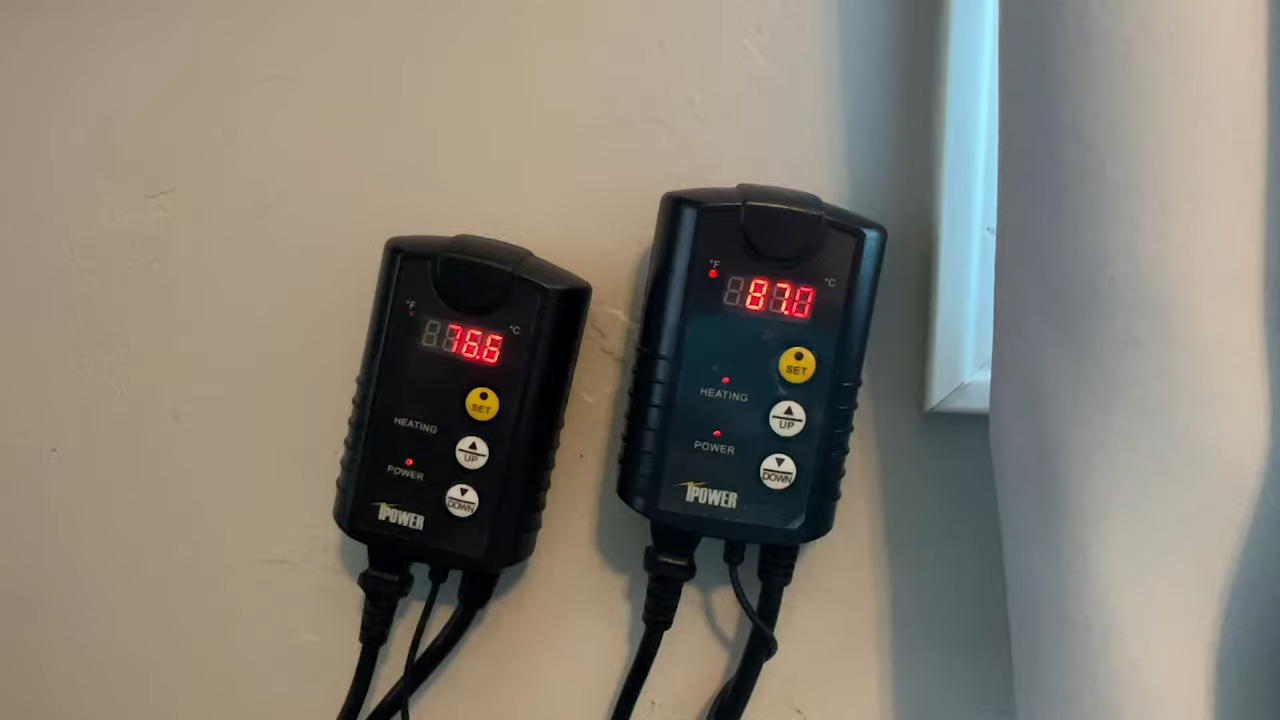 °F
°C
76.6
SET
HEATING
UP
POWER
DOWN
iPOWER
°F
°C
87.0
SET
HEATING
UP
POWER
DOWN
iPOWER